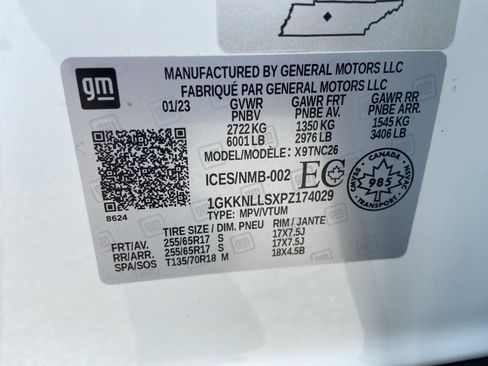 gm
MANUFACTURED BY GENERAL MOTORS LLC
FABRIQUÉ PAR GENERAL MOTORS LLC
01/23 GVWR GAWR FRT GAWR RR
PNBV PNBE AV. PNBE ARR.
2722 KG 1350 KG 1545 KG
6001 LB 2976 LB 3406 LB
MODEL/MODÈLE: X9TNC26
ICES/NMB-002 EC
CANADA
985
1GKKNLLSXPZ174029
8624
TYPE: MPV/VTUM
TIRE SIZE / DIM. PNEU RIM / JANTE
FRT/AV. 255/65R17 S 17X7.5J
RR/ARR. 255/65R17 S 17X7.5J
SPA/SOS T135/70R18 M 18X4.5B